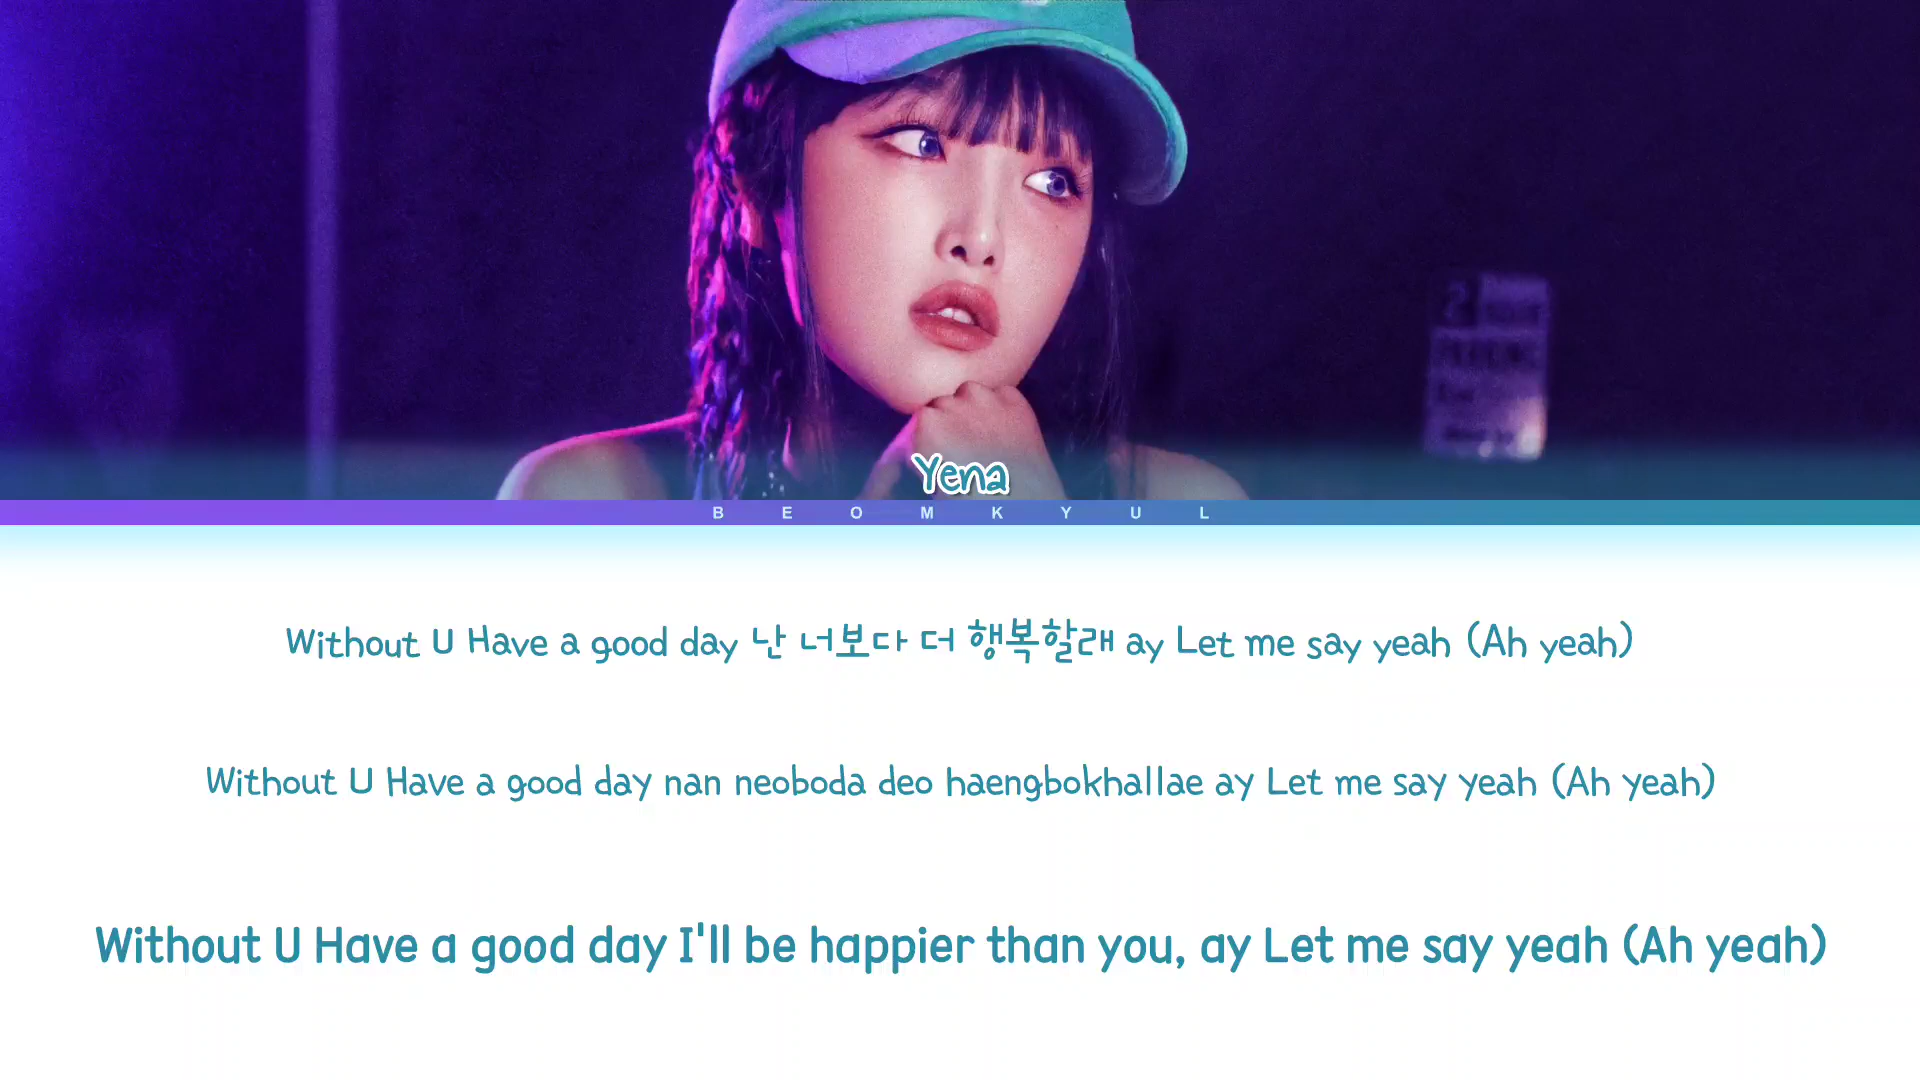 Yena
BEOMKYUL
Without U Have a good day 난 너보다 더 행복할래 ay Let me say yeah (Ah yeah)
Without U Have a good day nan neoboda deo haengbokhallae ay Let me say yeah (Ah yeah)
Without U Have a good day I'll be happier than you, ay Let me say yeah (Ah yeah)